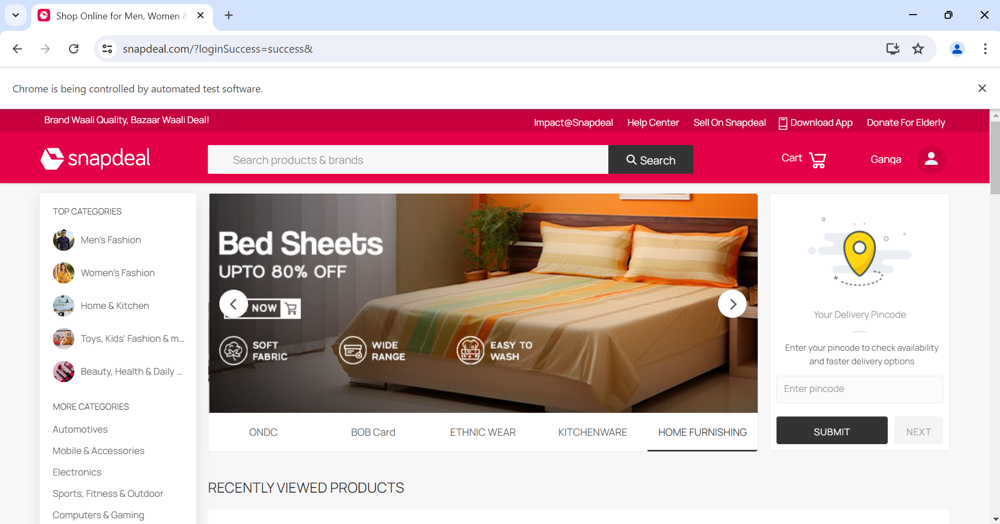 Shop Online for Men, Women &
snapdeal.com/?loginSuccess=success&
Chrome is being controlled by automated test software.
Brand Waali Quality, Bazaar Waali Deal!
Impact@Snapdeal Help Center Sell On Snapdeal Download App Donate For Elderly
snapdeal
Search products & brands
Search
Cart
Ganga
TOP CATEGORIES
Men's Fashion
Women's Fashion
Home & Kitchen
Toys, Kids' Fashion & m...
Beauty, Health & Daily ...
MORE CATEGORIES
Automotives
Mobile & Accessories
Electronics
Sports, Fitness & Outdoor
Computers & Gaming
Bed Sheets
UPTO 80% OFF
NOW
SOFT FABRIC
WIDE RANGE
EASY TO WASH
ONDC BOB Card ETHNIC WEAR KITCHENWARE HOME FURNISHING
Your Delivery Pincode
Enter your pincode to check availability
and faster delivery options
Enter pincode
SUBMIT NEXT
RECENTLY VIEWED PRODUCTS